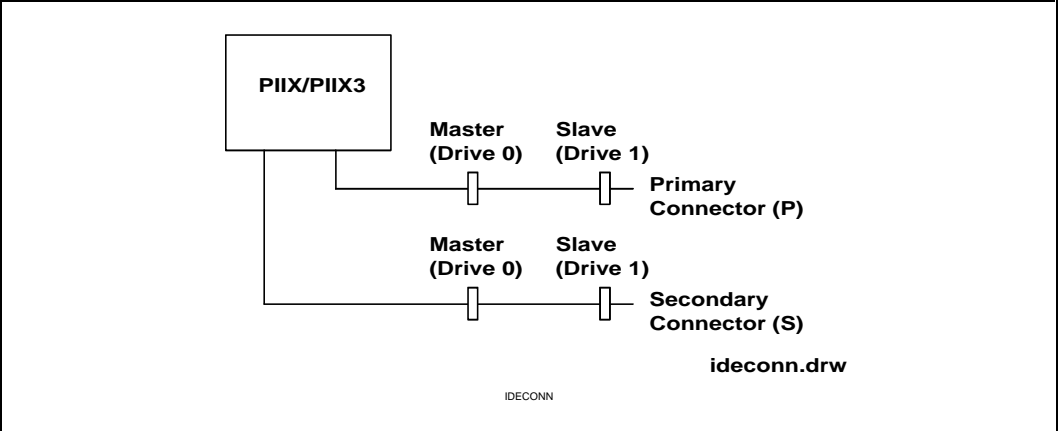 PIIX/PIIX3
Master Slave
(Drive 0) (Drive 1)
Primary
Connector (P)
Master Slave
(Drive 0) (Drive 1)
Secondary
Connector (S)
ideconn.drw
IDECONN